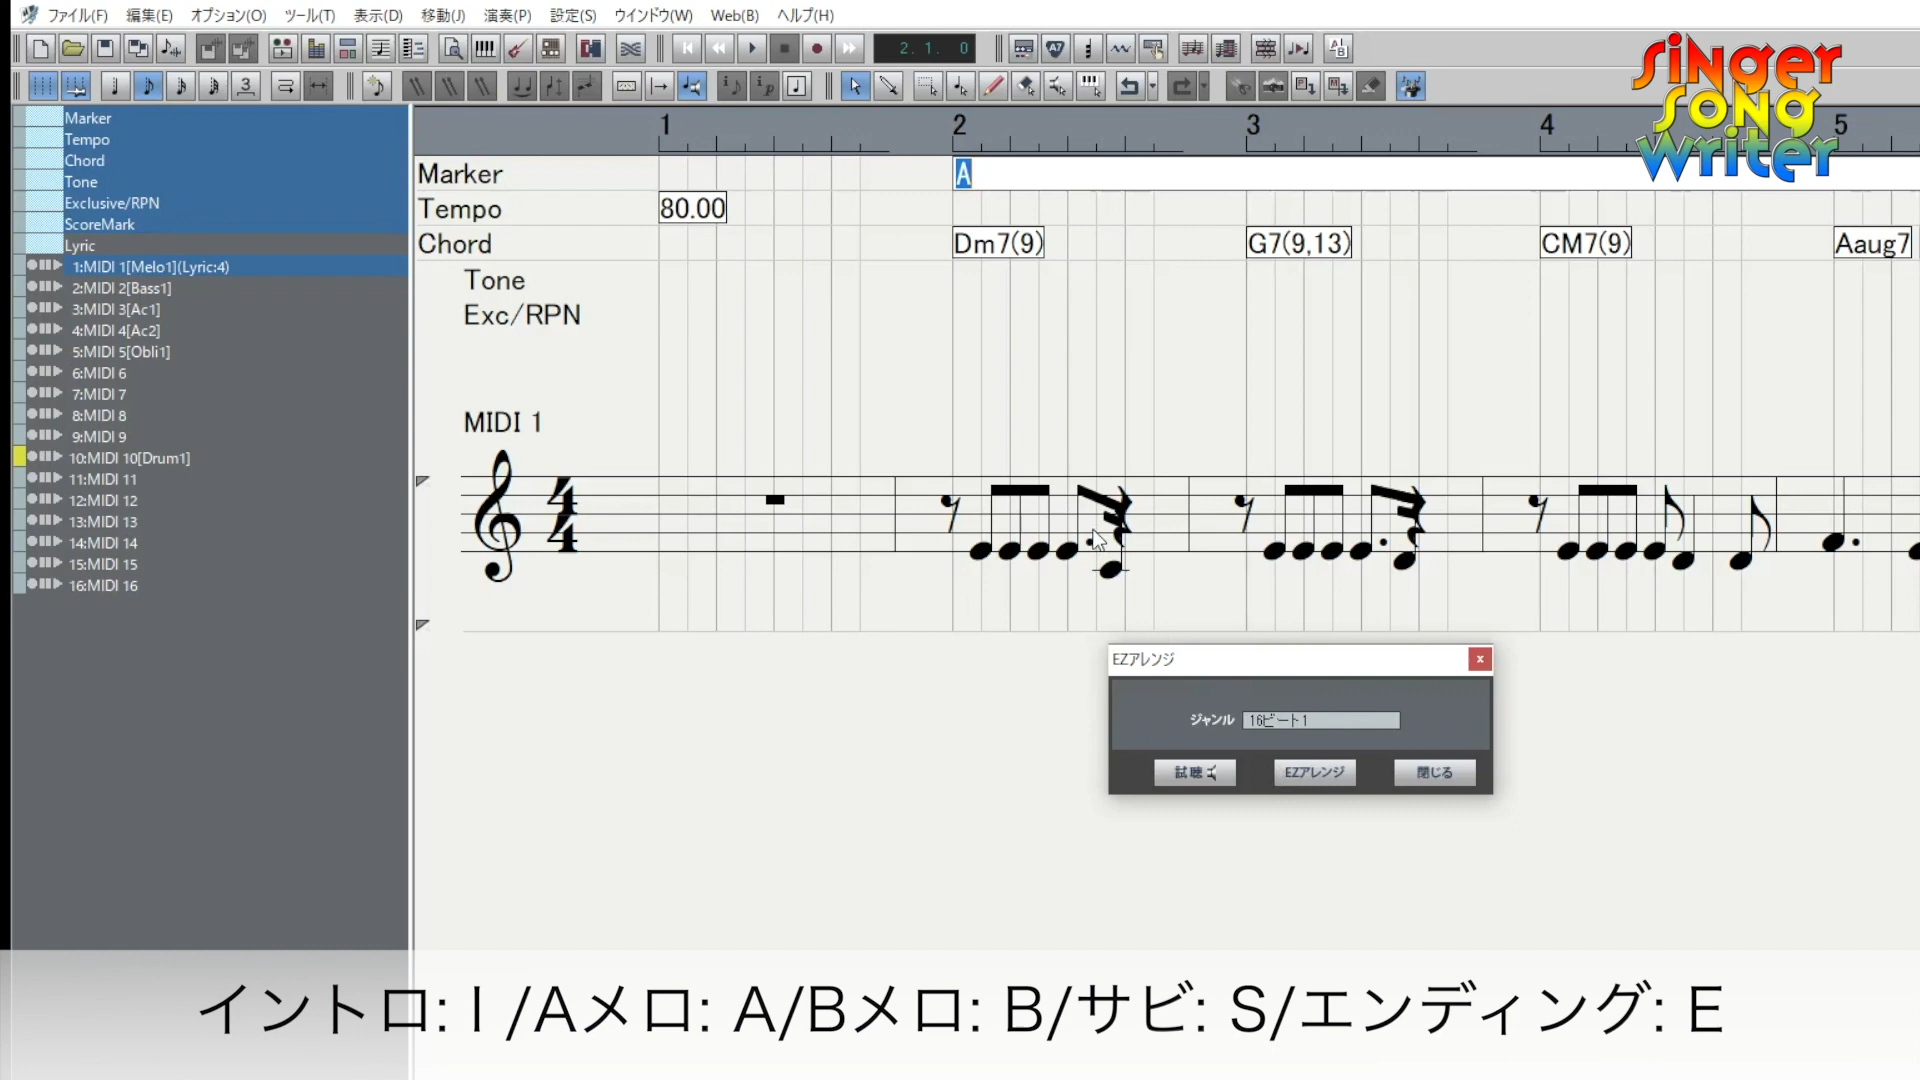 ファイル(F) 編集(E) オプション(O) ツール(T) 表示(D) 移動(J) 演奏(P) 設定(S) ウインドウ(W) Web(B) ヘルプ(H)
2. 1. 0
A7
A B
3
Singer
Song
Writer
Marker
Tempo
Chord
Tone
Exclusive/RPN
ScoreMark
Lyric
1:MIDI 1[Melo1](Lyric:4)
2:MIDI 2[Bass1]
3:MIDI 3[Ac1]
4:MIDI 4[Ac2]
5:MIDI 5[Obli1]
6:MIDI 6
7:MIDI 7
8:MIDI 8
9:MIDI 9
10:MIDI 10[Drum1]
11:MIDI 11
12:MIDI 12
13:MIDI 13
14:MIDI 14
15:MIDI 15
16:MIDI 16
1 2 3 4 5
Marker A
Tempo 80.00
Chord Dm7(9) G7(9,13) CM7(9) Aaug7
Tone
Exc/RPN
MIDI 1
4
4
EZアレンジ x
ジャンル 16ビート1
試聴 EZアレンジ 閉じる
イントロ: I /Aメロ: A/Bメロ: B/サビ: S/エンディング: E